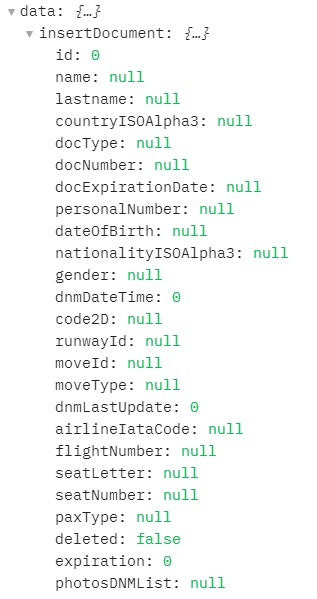 data: {…}
insertDocument: {…}
id: 0
name: null
lastname: null
countryISOAlpha3: null
docType: null
docNumber: null
docExpirationDate: null
personalNumber: null
dateOfBirth: null
nationalityISOAlpha3: null
gender: null
dnmDateTime: 0
code2D: null
runwayId: null
moveId: null
moveType: null
dnmLastUpdate: 0
airlineIataCode: null
flightNumber: null
seatLetter: null
seatNumber: null
paxType: null
deleted: false
expiration: 0
photosDNMList: null